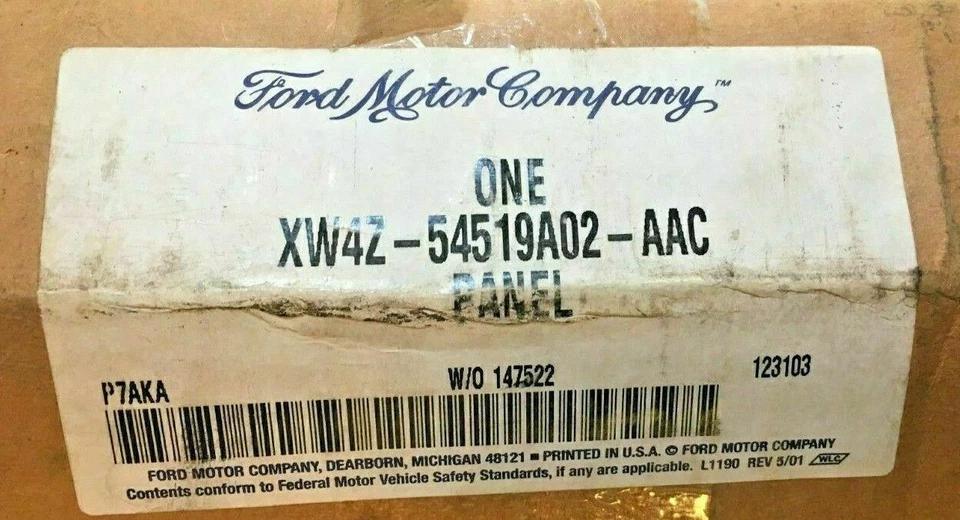 Ford Motor Company™
ONE
XW4Z-54519A02-AAC
PANEL
P7AKA
W/O 147522
123103
FORD MOTOR COMPANY, DEARBORN, MICHIGAN 48121 ■ PRINTED IN U.S.A. © FORD MOTOR COMPANY
Contents conform to Federal Motor Vehicle Safety Standards, if any are applicable. L1190 REV 5/01 WLC